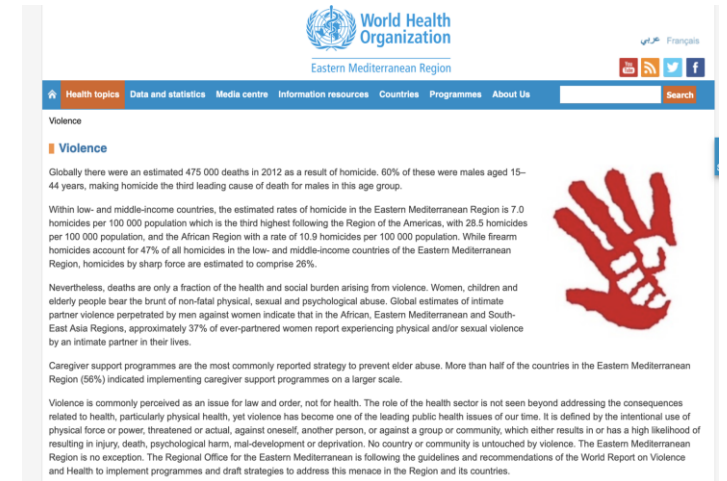 World Health
Organization
Eastern Mediterranean Region
عربي Français
Health topics Data and statistics Media centre Information resources Countries Programmes About Us Search
Violence
Violence
Globally there were an estimated 475 000 deaths in 2012 as a result of homicide. 60% of these were males aged 15–
44 years, making homicide the third leading cause of death for males in this age group.
Within low- and middle-income countries, the estimated rates of homicide in the Eastern Mediterranean Region is 7.0
homicides per 100 000 population which is the third highest following the Region of the Americas, with 28.5 homicides
per 100 000 population, and the African Region with a rate of 10.9 homicides per 100 000 population. While firearm
homicides account for 47% of all homicides in the low- and middle-income countries of the Eastern Mediterranean
Region, homicides by sharp force are estimated to comprise 26%.
Nevertheless, deaths are only a fraction of the health and social burden arising from violence. Women, children and
elderly people bear the brunt of non-fatal physical, sexual and psychological abuse. Global estimates of intimate
partner violence perpetrated by men against women indicate that in the African, Eastern Mediterranean and South-
East Asia Regions, approximately 37% of ever-partnered women report experiencing physical and/or sexual violence
by an intimate partner in their lives.
Caregiver support programmes are the most commonly reported strategy to prevent elder abuse. More than half of the countries in the Eastern Mediterranean
Region (56%) indicated implementing caregiver support programmes on a larger scale.
Violence is commonly perceived as an issue for law and order, not for health. The role of the health sector is not seen beyond addressing the consequences
related to health, particularly physical health, yet violence has become one of the leading public health issues of our time. It is defined by the intentional use of
physical force or power, threatened or actual, against oneself, another person, or against a group or community, which either results in or has a high likelihood of
resulting in injury, death, psychological harm, mal-development or deprivation. No country or community is untouched by violence. The Eastern Mediterranean
Region is no exception. The Regional Office for the Eastern Mediterranean is following the guidelines and recommendations of the World Report on Violence
and Health to implement programmes and draft strategies to address this menace in the Region and its countries.